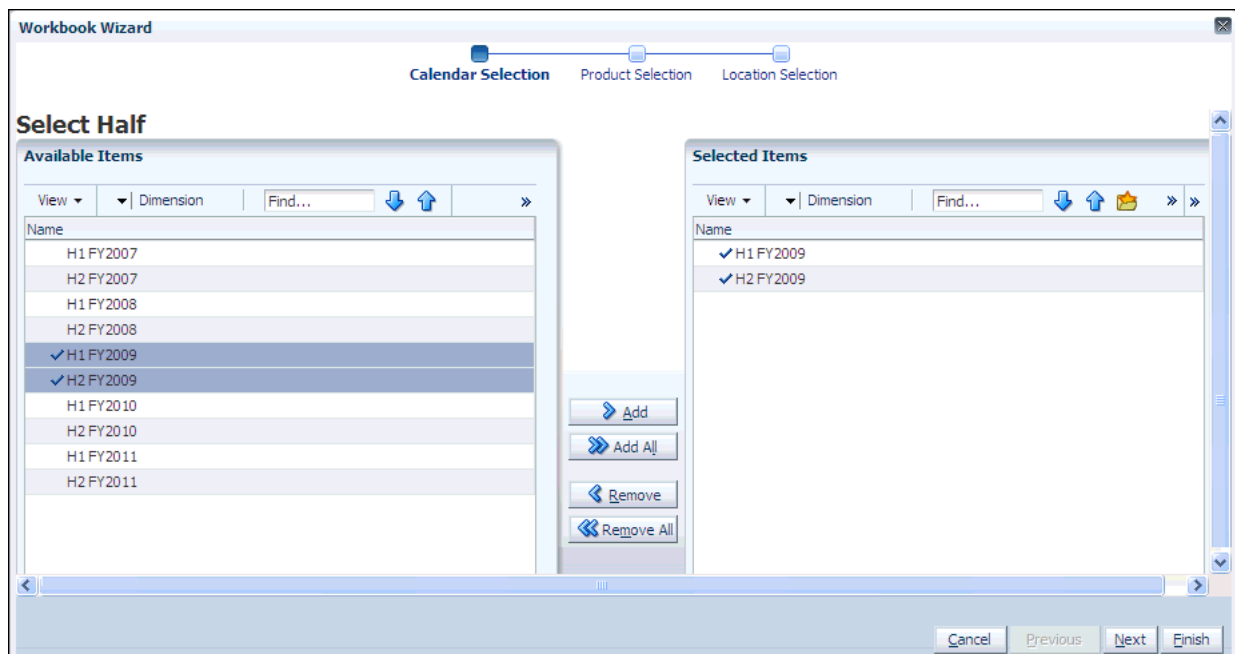 Workbook Wizard
Calendar Selection Product Selection Location Selection
Select Half
Available Items
View Dimension Find...
Name
H1 FY2007
H2 FY2007
H1 FY2008
H2 FY2008
H1 FY2009
H2 FY2009
H1 FY2010
H2 FY2010
H1 FY2011
H2 FY2011
Add
Add All
Remove
Remove All
Selected Items
View Dimension Find...
Name
H1 FY2009
H2 FY2009
Cancel Previous Next Finish